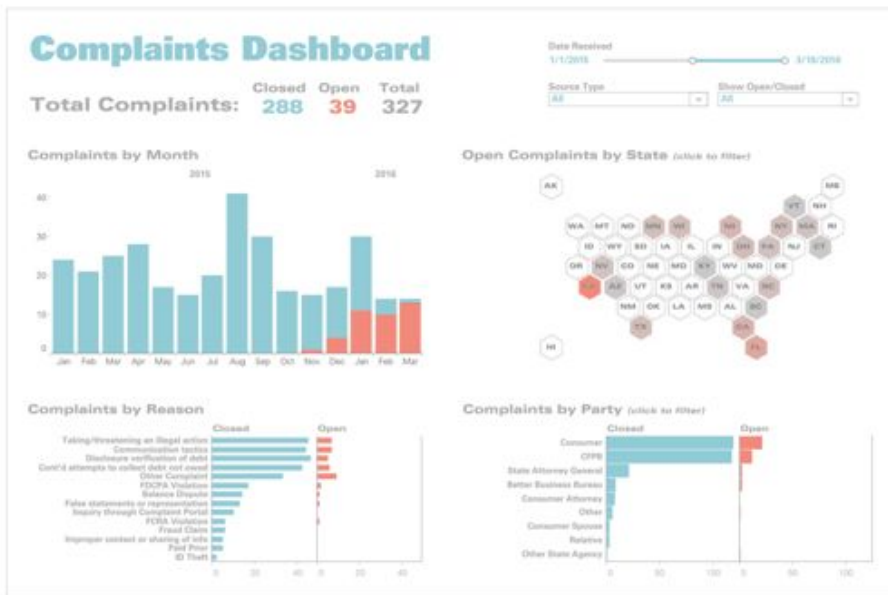 Complaints Dashboard
Date Received
1/1/2015
3/15/2016
Closed Open Total
Total Complaints: 288 39 327
Source Type
Show Open/Closed
All
All
Complaints by Month
2015
2016
40
30
20
10
0
Jan Feb Mar Apr May Jun Jul Aug Sep Oct Nov Dec Jan Feb Mar
Open Complaints by State (click to filter)
AK ME
VT NH
WA MT ND MN WI MI NY MA RI
ID WY SD IA IL IN OH PA NJ CT
OR NV CO NE MO KY WV MD DE
AZ UT KS AR TN VA NC
NM OK LA MS AL SC
TX GA
HI FL
Complaints by Reason
Closed Open
Taking/threatening an illegal action
Communication tactics
Disclosure verification of debt
Cont'd attempts to collect debt not owed
Other Complaint
FDCPA Violation
Balance Dispute
False statements or representation
Inquiry through Complaint Portal
FCRA Violation
Fraud Claim
Improper contact or sharing of info
Paid Prior
ID Theft
0 20 40 0 20 40
Complaints by Party (click to filter)
Closed Open
Consumer
CFPB
State Attorney General
Better Business Bureau
Consumer Attorney
Other
Consumer Spouse
Relative
Other State Agency
0 50 100 0 50 100